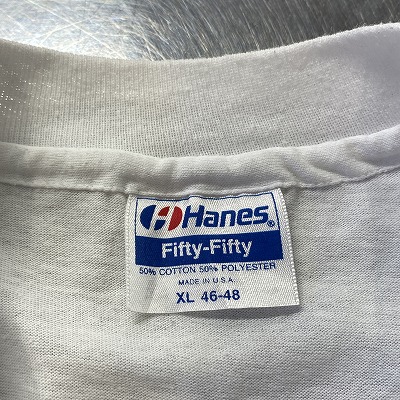 Hanes®
Fifty-Fifty
50% COTTON 50% POLYESTER
MADE IN U.S.A.
XL 46-48